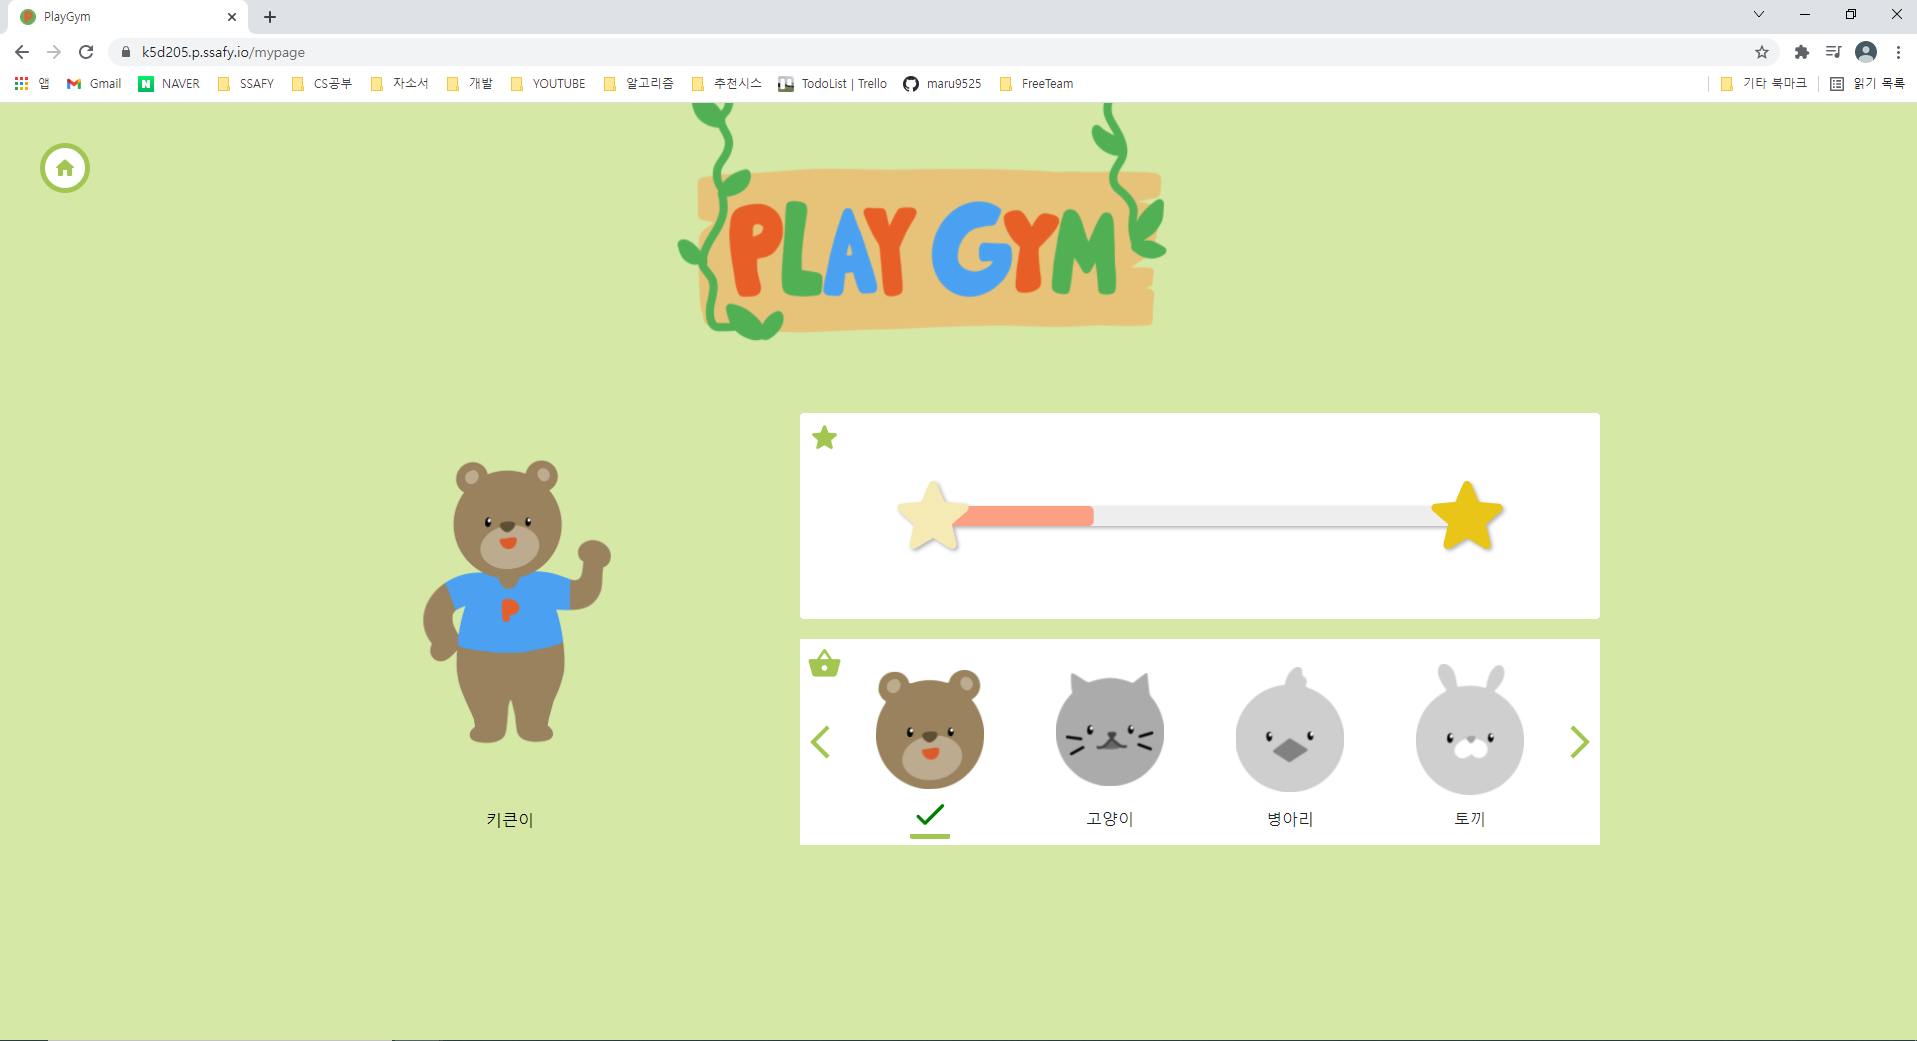 PlayGym
k5d205.p.ssafy.io/mypage
앱 Gmail NAVER SSAFY CS공부 자소서 개발 YOUTUBE 알고리즘 추천시스 TodoList | Trello maru9525 FreeTeam 기타 북마크 읽기 목록
PLAY GYM
P
키큰이
고양이 병아리 토끼